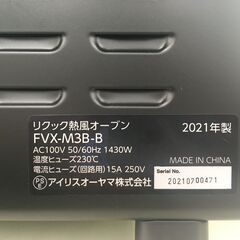 リクック熱風オーブン 2021年製
FVX-M3B-B
AC100V 50/60Hz 1430W
温度ヒューズ230℃ MADE IN CHINA
電流ヒューズ(回路用) 15A 250V
Serial No.
20210700471
PS E
アイリスオーヤマ株式会社